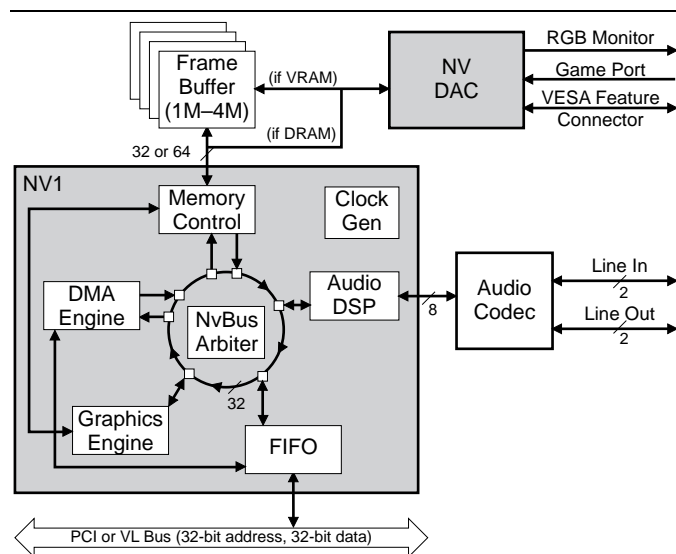 RGB Monitor
Frame
Buffer
(1M–4M)
(if VRAM)
NV
DAC
Game Port
VESA Feature
Connector
(if DRAM)
32 or 64
NV1
Memory
Control
Clock
Gen
DMA
Engine
NvBus
Arbiter
Audio
DSP
8
Audio
Codec
Line In
2
Line Out
2
32
Graphics
Engine
FIFO
PCI or VL Bus (32-bit address, 32-bit data)